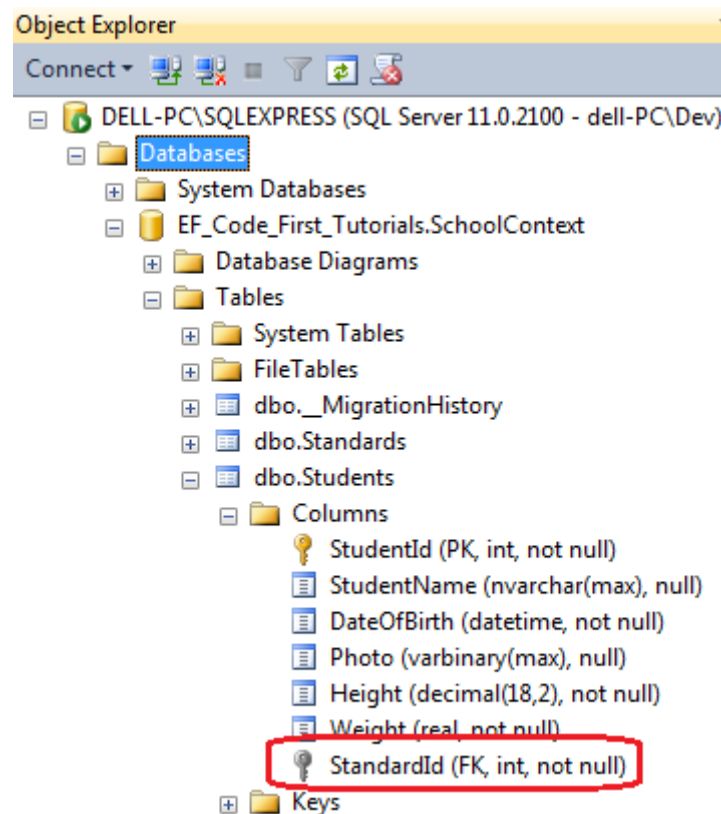 Object Explorer
Connect
DELL-PC\SQLEXPRESS (SQL Server 11.0.2100 - dell-PC\Dev)
Databases
System Databases
EF_Code_First_Tutorials.SchoolContext
Database Diagrams
Tables
System Tables
FileTables
dbo.__MigrationHistory
dbo.Standards
dbo.Students
Columns
StudentId (PK, int, not null)
StudentName (nvarchar(max), null)
DateOfBirth (datetime, not null)
Photo (varbinary(max), null)
Height (decimal(18,2), not null)
Weight (real, not null)
StandardId (FK, int, not null)
Keys